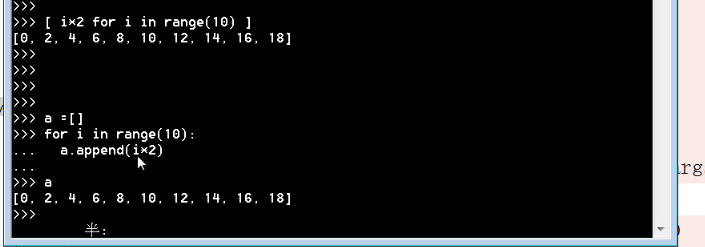 >>>
>>> [ i*2 for i in range(10) ]
[0, 2, 4, 6, 8, 10, 12, 14, 16, 18]
>>>
>>>
>>>
>>>
>>> a =[]
>>> for i in range(10):
...   a.append(i*2)
...
>>> a
[0, 2, 4, 6, 8, 10, 12, 14, 16, 18]
>>>
半: